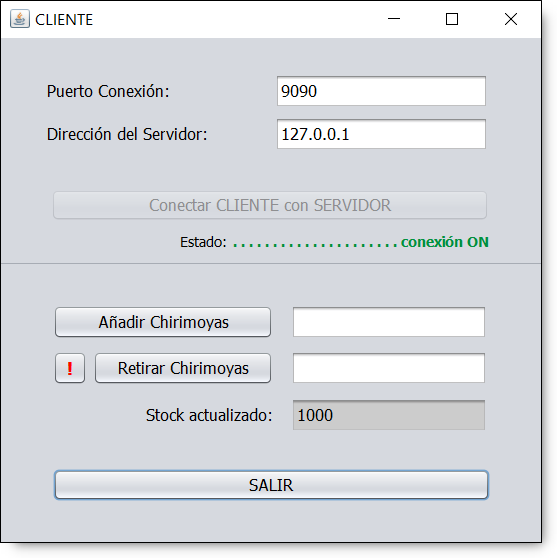 CLIENTE
Puerto Conexión: 9090
Dirección del Servidor: 127.0.0.1
Conectar CLIENTE con SERVIDOR
Estado: . . . . . . . . . . . . . . . . . . . . . conexión ON
Añadir Chirimoyas
! Retirar Chirimoyas
Stock actualizado: 1000
SALIR